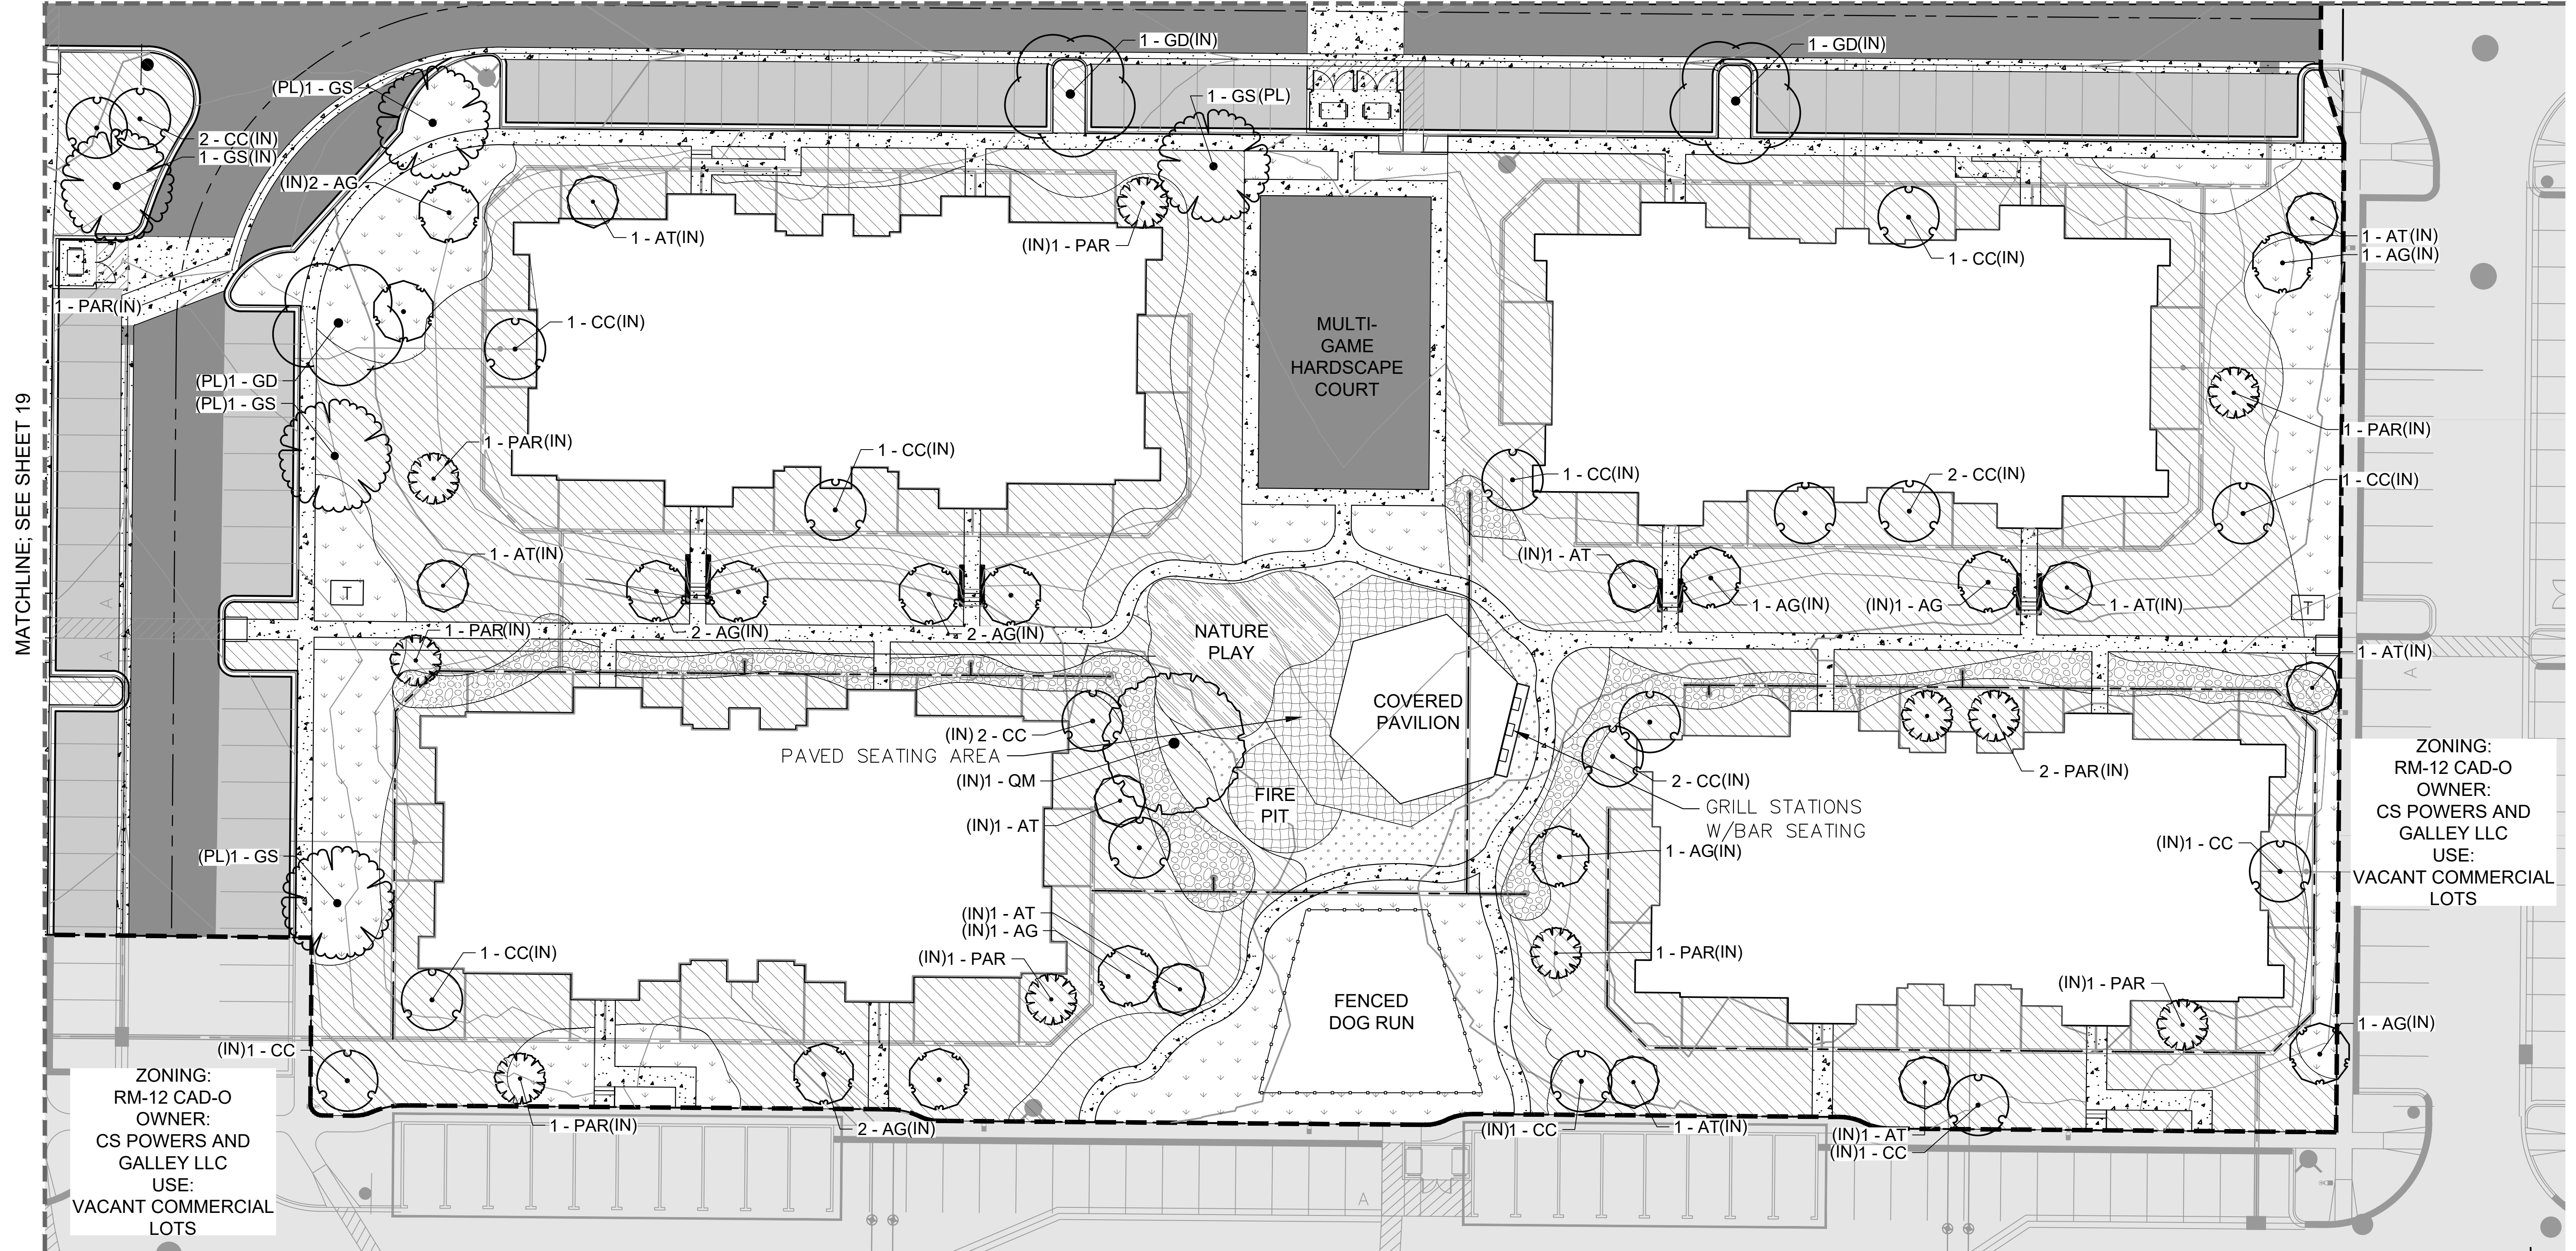 1 - GD(IN)
1 - GD(IN)
(PL)1 - GS
1 - GS (PL)
2 - CC(IN)
1 - GS(IN)
(IN)2 - AG
1 - AT(IN)
(IN)1 - PAR
1 - CC(IN)
1 - AT(IN)
1 - AG(IN)
1 - PAR(IN)
1 - CC(IN)
MULTI-
GAME
HARDSCAPE
COURT
(PL)1 - GD
(PL)1 - GS
1 - PAR(IN)
1 - CC(IN)
1 - PAR(IN)
1 - CC(IN)
2 - CC(IN)
1 - CC(IN)
MATCHLINE; SEE SHEET 19
1 - AT(IN)
(IN)1 - AT
T
T
A
A
1 - AG(IN)
(IN)1 - AG
1 - AT(IN)
1 - PAR(IN)
2 - AG(IN)
2 - AG(IN)
NATURE
PLAY
1 - AT(IN)
A
COVERED
PAVILION
(IN) 2 - CC
PAVED SEATING AREA
(IN)1 - QM
2 - CC(IN)
2 - PAR(IN)
GRILL STATIONS
W/BAR SEATING
FIRE
PIT
(IN)1 - AT
ZONING:
RM-12 CAD-O
OWNER:
CS POWERS AND
GALLEY LLC
USE:
VACANT COMMERCIAL
LOTS
(PL)1 - GS
1 - AG(IN)
(IN)1 - CC
(IN)1 - AT
(IN)1 - AG
(IN)1 - PAR
1 - CC(IN)
1 - PAR(IN)
(IN)1 - PAR
FENCED
DOG RUN
1 - AG(IN)
(IN)1 - CC
ZONING:
RM-12 CAD-O
OWNER:
CS POWERS AND
GALLEY LLC
USE:
VACANT COMMERCIAL
LOTS
1 - PAR(IN)
2 - AG(IN)
(IN)1 - CC
1 - AT(IN)
(IN)1 - AT
(IN)1 - CC
A